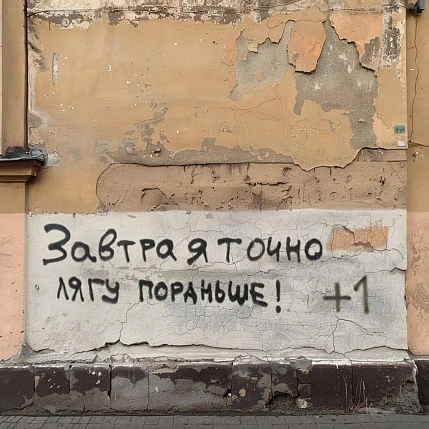 Завтра я точно
лягу пораньше! +1